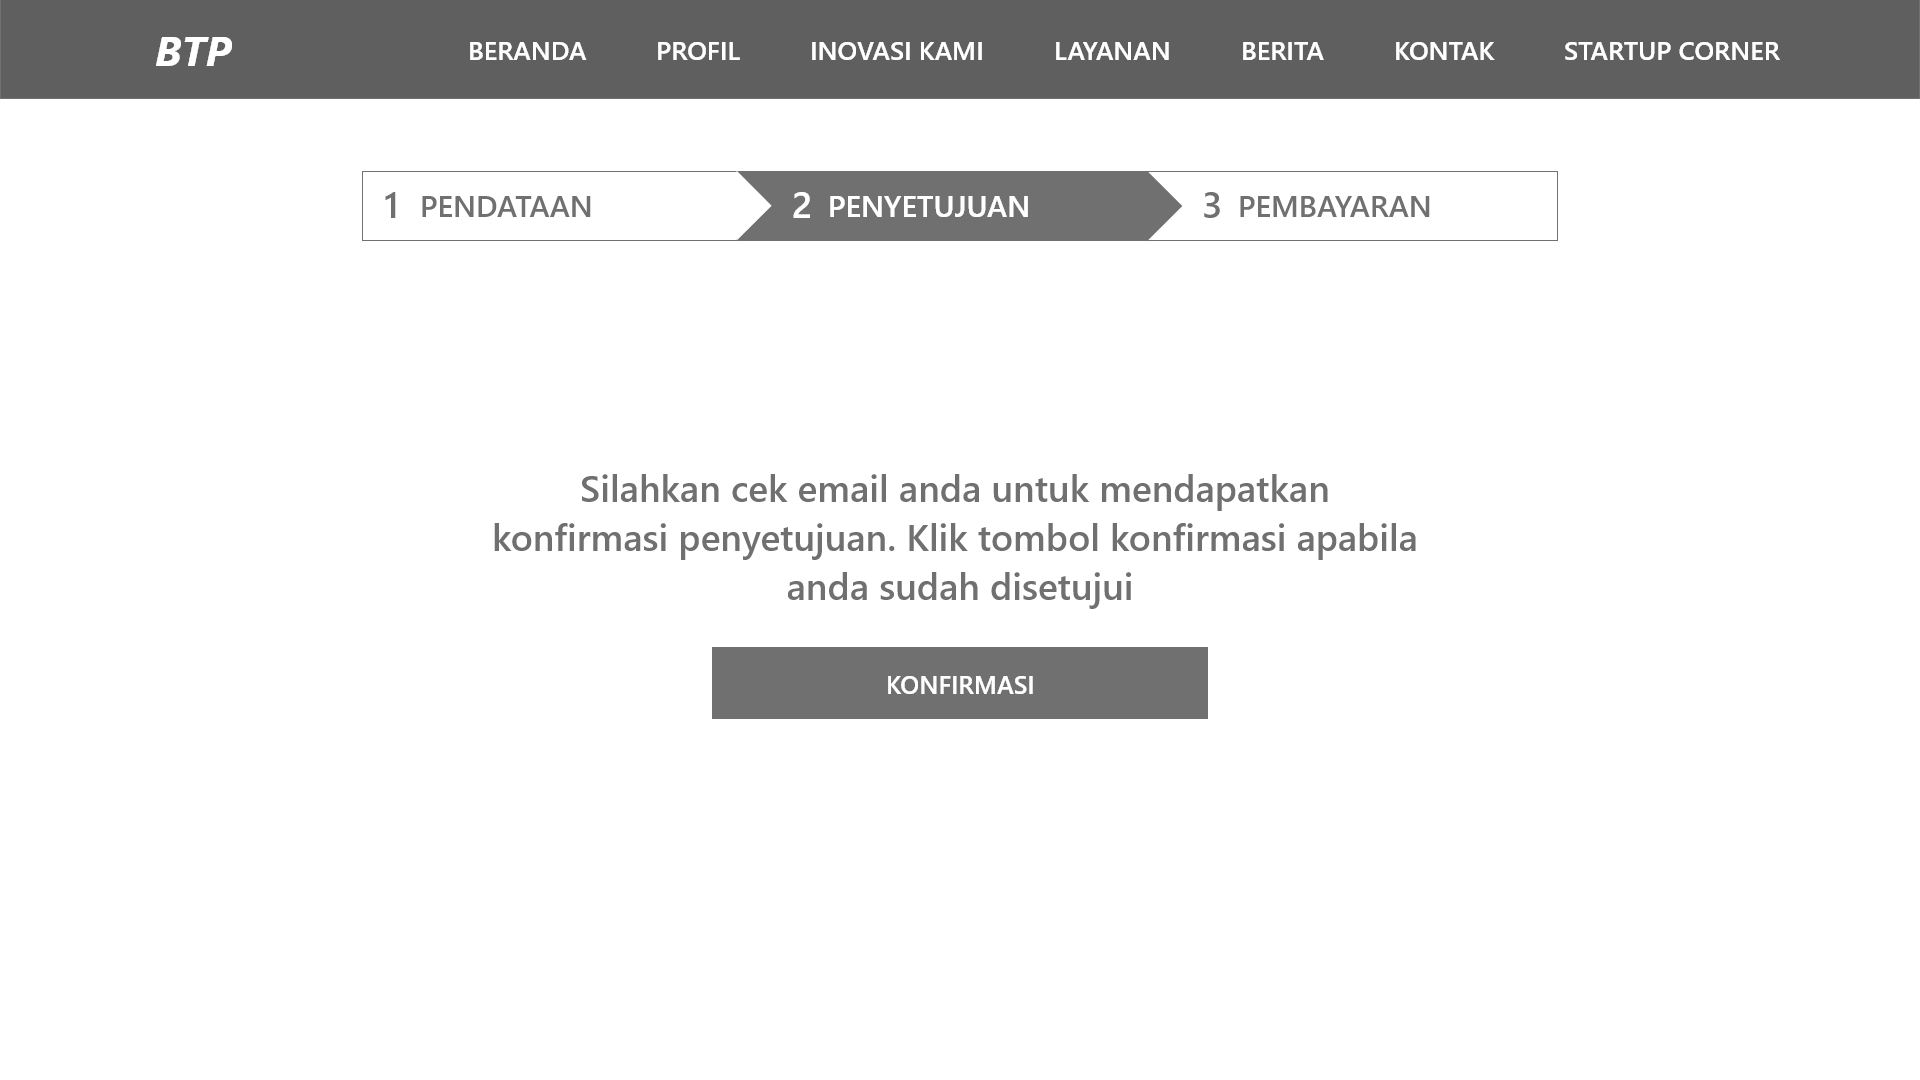 BTP BERANDA PROFIL INOVASI KAMI LAYANAN BERITA KONTAK STARTUP CORNER
1 PENDATAAN 2 PENYETUJUAN 3 PEMBAYARAN
Silahkan cek email anda untuk mendapatkan
konfirmasi penyetujuan. Klik tombol konfirmasi apabila
anda sudah disetujui
KONFIRMASI